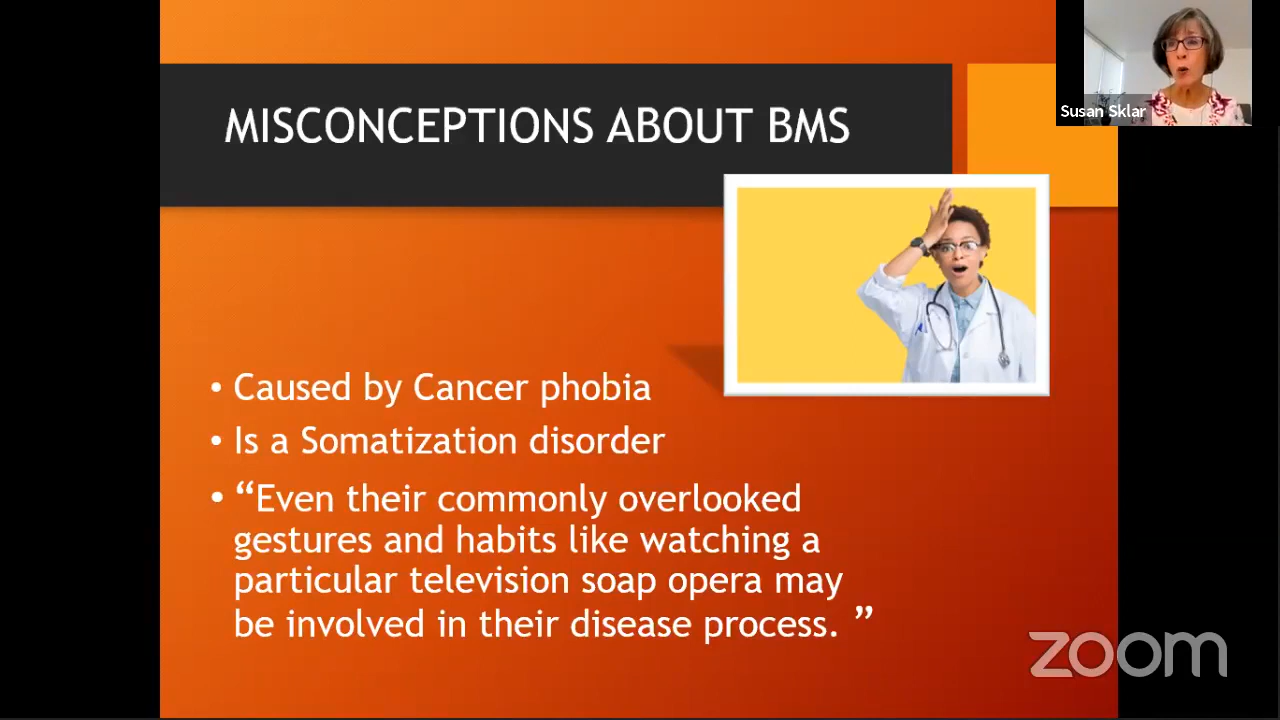 MISCONCEPTIONS ABOUT BMS
Susan Sklar
• Caused by Cancer phobia
• Is a Somatization disorder
• “Even their commonly overlooked
gestures and habits like watching a
particular television soap opera may
be involved in their disease process. ”
zoom